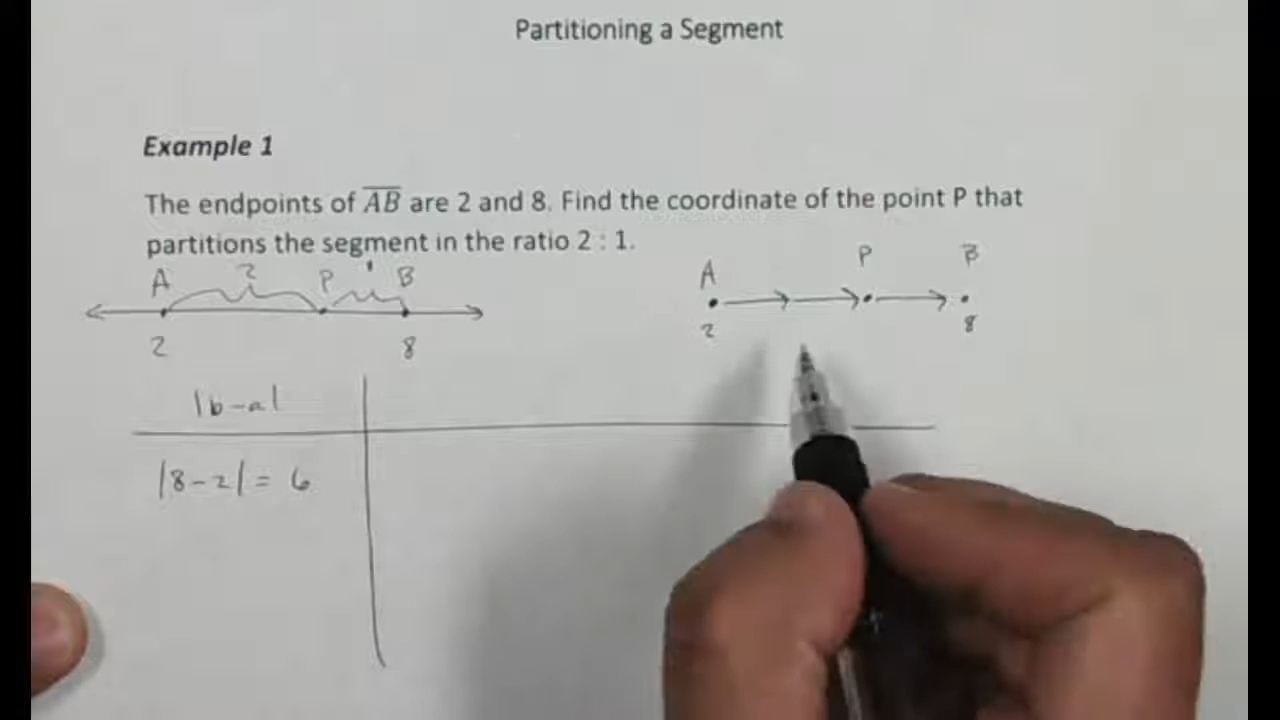 Partitioning a Segment
Example 1
The endpoints of AB are 2 and 8. Find the coordinate of the point P that
partitions the segment in the ratio 2 : 1.
A 2 P 1 B
2 8
A P B
2 8
|b-a|
|8-2| = 6